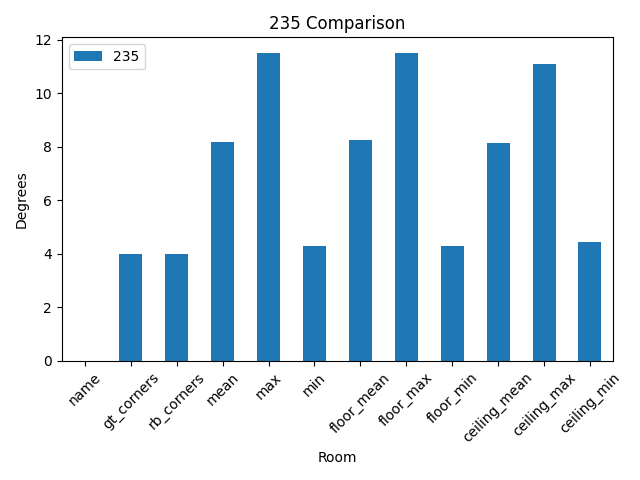 235 Comparison
235
12
10
8
6
4
2
0
Degrees
name
gt_corners
rb_corners
mean
max
min
floor_mean
floor_max
floor_min
ceiling_mean
ceiling_max
ceiling_min
Room